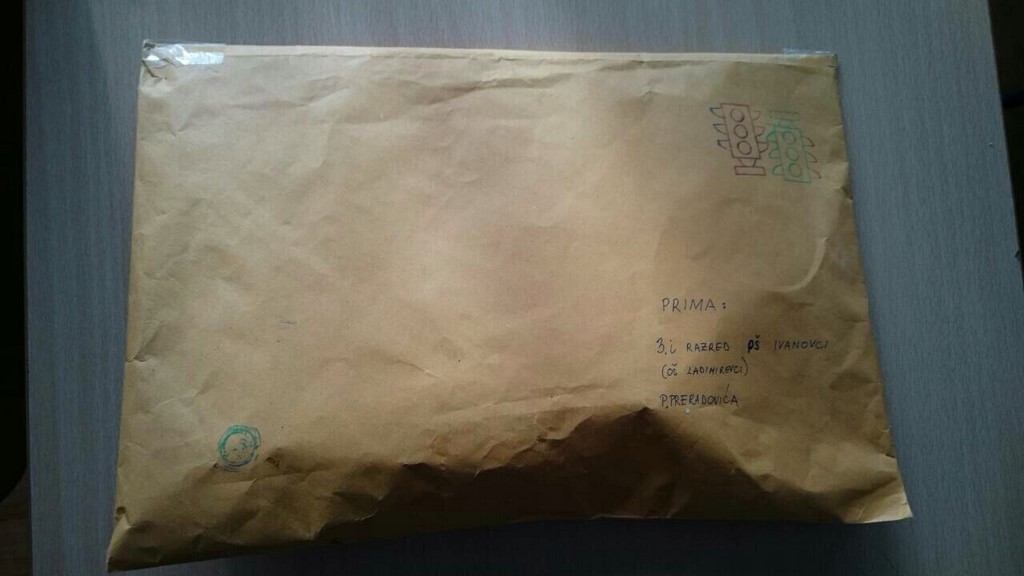 PRIMA:
3. i RAZRED PŠ IVANOVCI
(OŠ LADIMIREVCI)
P. PRERADOVIĆA